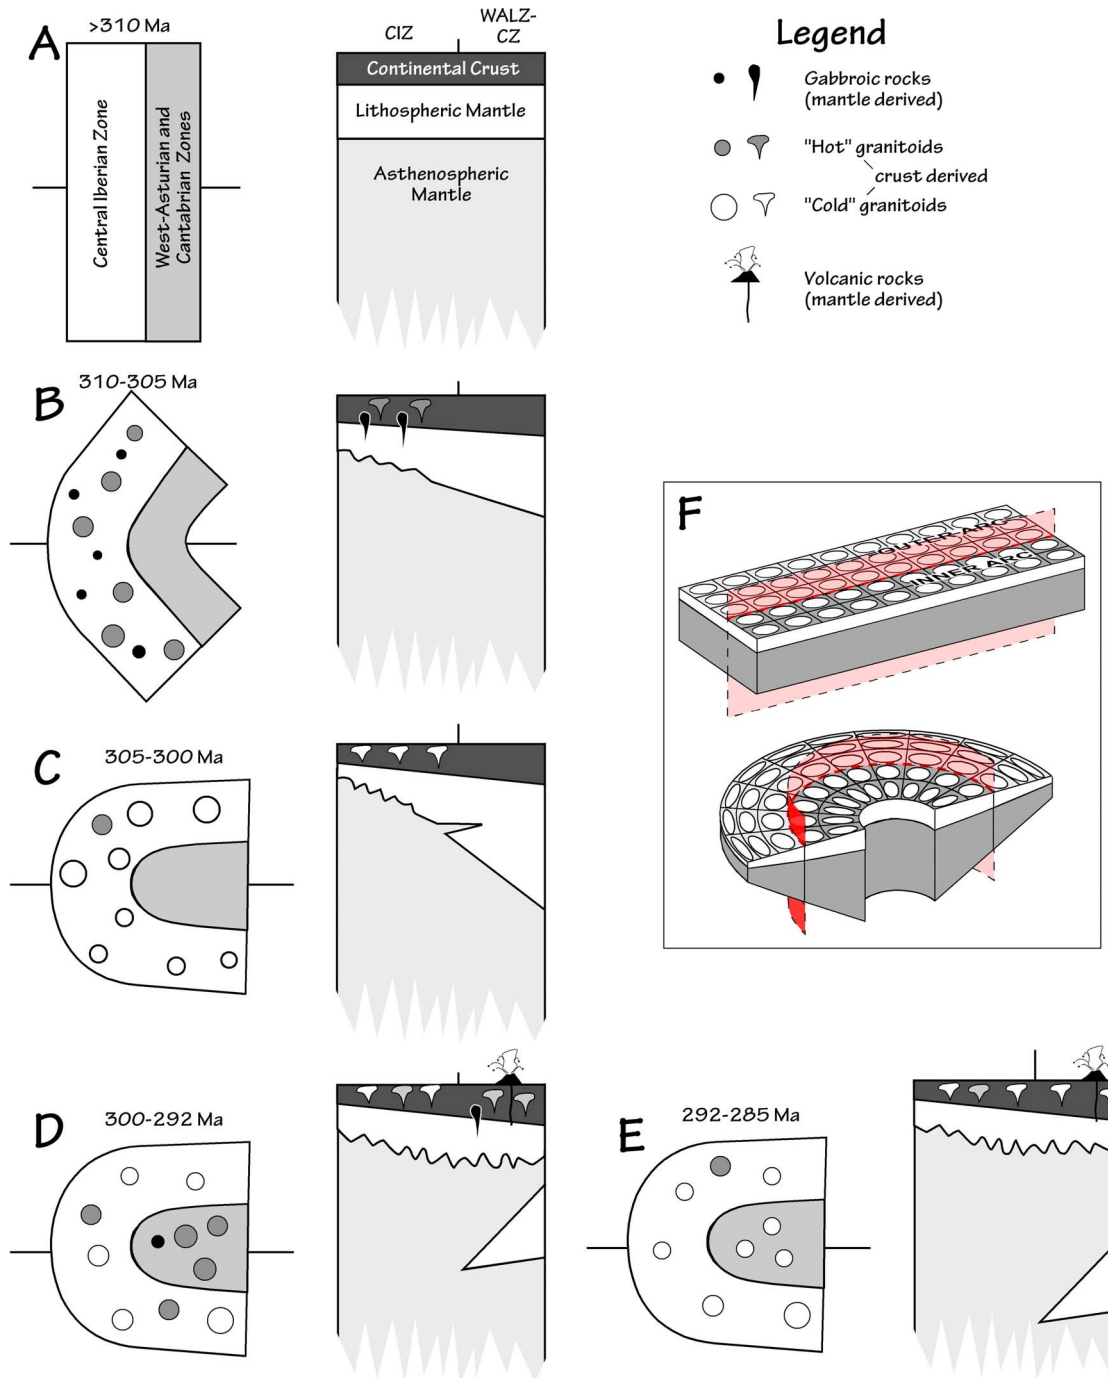 A
>310 Ma
Central Iberian Zone
West-Asturian and
Cantabrian Zones
CIZ
WALZ-
CZ
Continental Crust
Lithospheric Mantle
Asthenospheric
Mantle
Legend
Gabbroic rocks
(mantle derived)
"Hot" granitoids
crust derived
"Cold" granitoids
Volcanic rocks
(mantle derived)
B
310-305 Ma
C
305-300 Ma
D
300-292 Ma
E
292-285 Ma
F
OUTER ARC
INNER ARC